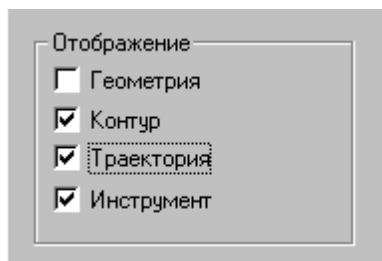 Отображение
Геометрия
Контур
Траектория
Инструмент